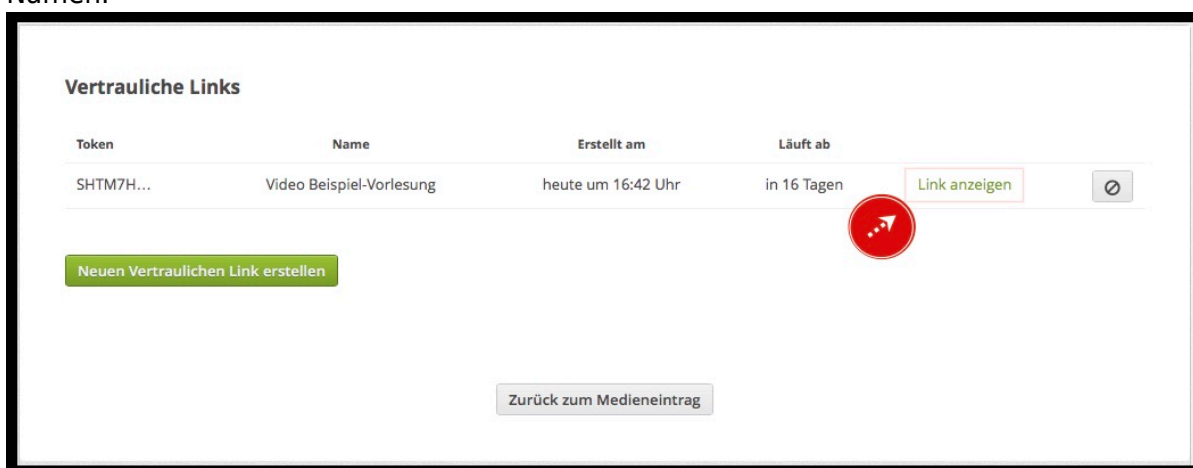 Vertrauliche Links
Token Name Erstellt am Läuft ab
SHTM7H... Video Beispiel-Vorlesung heute um 16:42 Uhr in 16 Tagen Link anzeigen
Neuen Vertraulichen Link erstellen
Zurück zum Medieneintrag